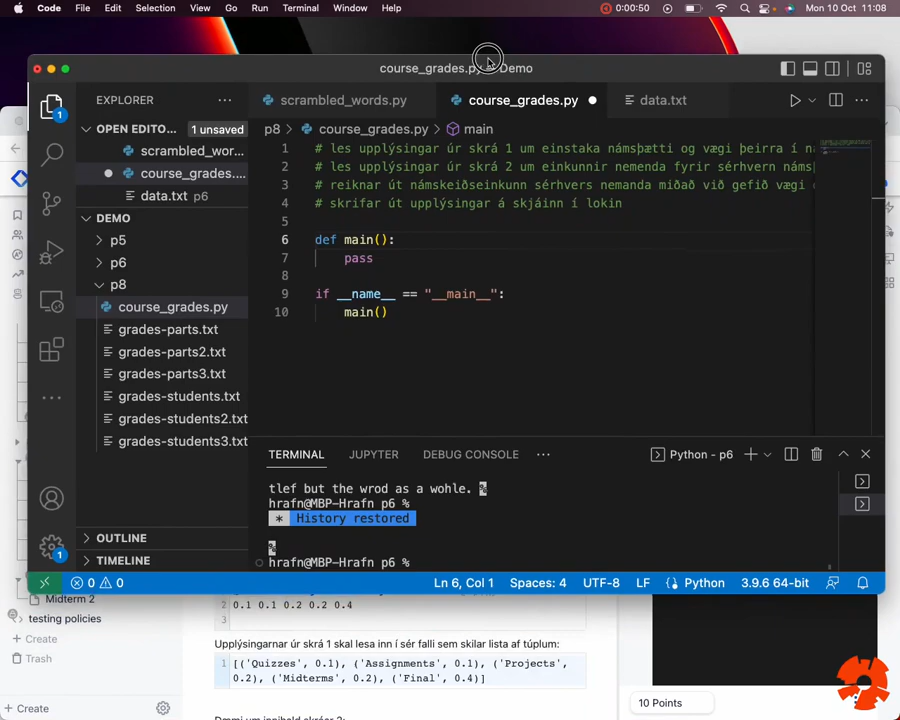 Code File Edit Selection View Go Run Terminal Window Help 0:00:50 Mon 10 Oct 11:08
course_grades.py — Demo
EXPLORER
scrambled_words.py course_grades.py data.txt
OPEN EDITO... 1 unsaved
p8 > course_grades.py > main
scrambled_wor...
course_grades....
data.txt p6
DEMO
p5
p6
p8
course_grades.py
grades-parts.txt
grades-parts2.txt
grades-parts3.txt
grades-students.txt
grades-students2.txt
grades-students3.txt
OUTLINE
TIMELINE
1 # les upplýsingar úr skrá 1 um einstaka námsþætti og vægi þeirra í n
2 # les upplýsingar úr skrá 2 um einkunnir nemenda fyrir sérhvern náms
3 # reiknar út námskeiðseinkunn sérhvers nemanda miðað við gefið vægi
4 # skrifar út upplýsingar á skjáinn í lokin
5
6 def main():
7 pass
8
9 if __name__ == "__main__":
10 main()
TERMINAL JUPYTER DEBUG CONSOLE ... Python - p6
tlef but the wrod as a wohle. %
hrafn@MBP-Hrafn p6 %
* History restored
%
hrafn@MBP-Hrafn p6 %
1
1
0 0 Ln 6, Col 1 Spaces: 4 UTF-8 LF Python 3.9.6 64-bit
Midterm 2
testing policies
Create
Trash
Create
0.1 0.1 0.2 0.2 0.4
3
Upplýsingarnar úr skrá 1 skal lesa inn í sér falli sem skilar lista af túplum:
1 [('Quizzes', 0.1), ('Assignments', 0.1), ('Projects',
0.2), ('Midterms', 0.2), ('Final', 0.4)]
Dæmi um innihald skráar 2:
10 Points